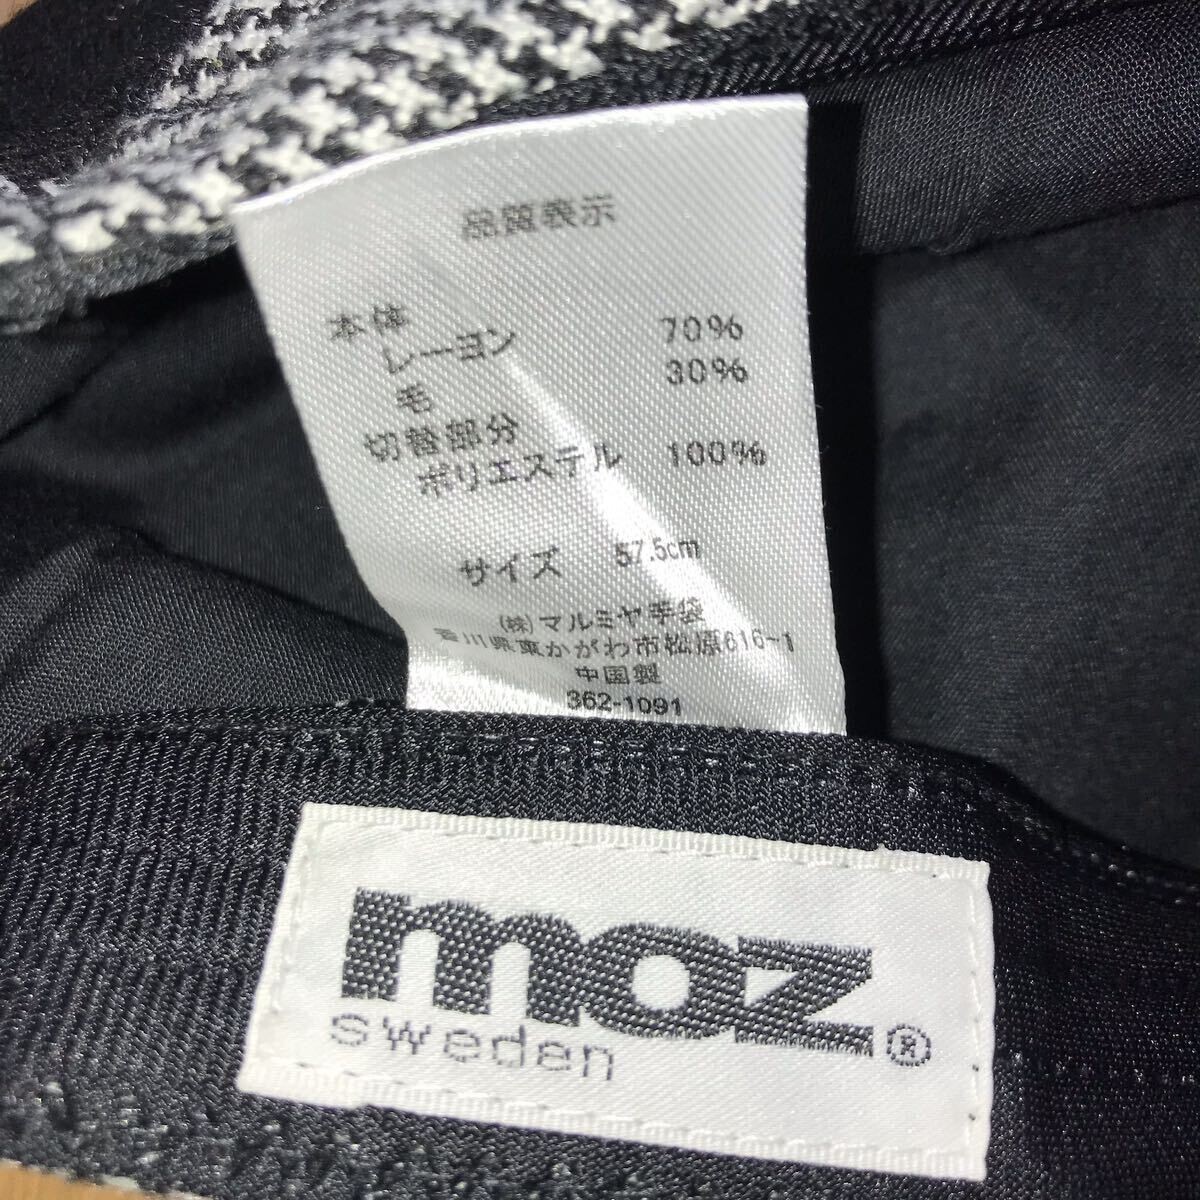 品質表示
本体
レーヨン 70%
毛 30%
切替部分
ポリエステル 100%
サイズ 57.5cm
(株)マルミヤ手袋
香川県東かがわ市松原616-1
中国製
362-1091
moz
sweden ®